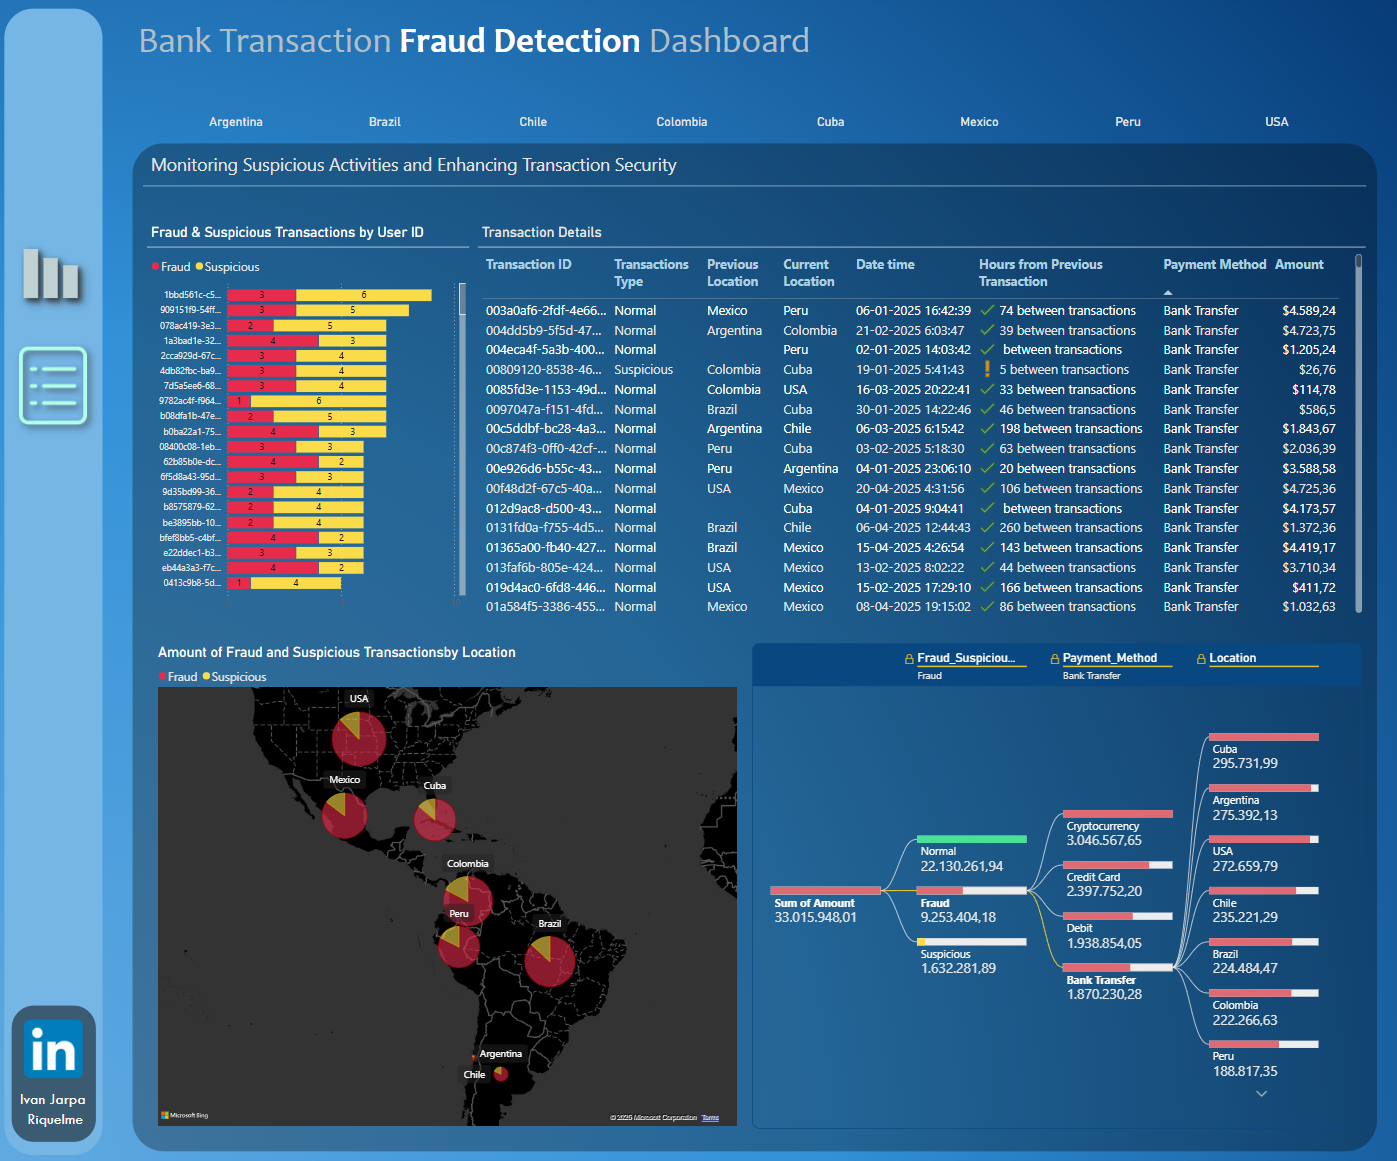 Bank Transaction Fraud Detection Dashboard
Argentina Brazil Chile Colombia Cuba Mexico Peru USA
Monitoring Suspicious Activities and Enhancing Transaction Security
Fraud & Suspicious Transactions by User ID
Fraud Suspicious
1bbd561c-c5... 3 6
909151f9-54ff... 3 5
078ac419-3e3... 2 5
1a3bad1e-32... 4 3
2cca929d-67c... 3 4
4db82fbc-ba9... 3 4
7d5a5ee6-68... 3 4
9782ac4f-f964... 1 6
b08dfa1b-47e... 2 5
b0ba22a1-75... 4 3
08400c08-1eb... 3 3
62b85b0e-dc... 4 2
6f5d8a43-95d... 3 3
9d35bd99-36... 2 4
b8575879-62... 2 4
be3895bb-10... 2 4
bfef8bb5-c4bf... 4 2
e22ddec1-b3... 3 3
eb44a3a3-f7c... 4 2
0413c9b8-5d... 1 4
Transaction Details
Transaction ID Transactions Type Previous Location Current Location Date time Hours from Previous Transaction Payment Method Amount
003a0af6-2fdf-4e66... Normal Mexico Peru 06-01-2025 16:42:39 74 between transactions Bank Transfer $4.589,24
004dd5b9-5f5d-47... Normal Argentina Colombia 21-02-2025 6:03:47 39 between transactions Bank Transfer $4.723,75
004eca4f-5a3b-400... Normal Peru 02-01-2025 14:03:42 between transactions Bank Transfer $1.205,24
00809120-8538-46... Suspicious Colombia Cuba 19-01-2025 5:41:43 5 between transactions Bank Transfer $26,76
0085fd3e-1153-49d... Normal Colombia USA 16-03-2025 20:22:41 33 between transactions Bank Transfer $114,78
0097047a-f151-4fd... Normal Brazil Cuba 30-01-2025 14:22:46 46 between transactions Bank Transfer $586,5
00c5ddbf-bc28-4a3... Normal Argentina Chile 06-03-2025 6:15:42 198 between transactions Bank Transfer $1.843,67
00c874f3-0ff0-42cf-... Normal Peru Cuba 03-02-2025 5:18:30 63 between transactions Bank Transfer $2.036,39
00e926d6-b55c-43... Normal Peru Argentina 04-01-2025 23:06:10 20 between transactions Bank Transfer $3.588,58
00f48d2f-67c5-40a... Normal USA Mexico 20-04-2025 4:31:56 106 between transactions Bank Transfer $4.725,36
012d9ac8-d500-43... Normal Cuba 04-01-2025 9:04:41 between transactions Bank Transfer $4.173,57
0131fd0a-f755-4d5... Normal Brazil Chile 06-04-2025 12:44:43 260 between transactions Bank Transfer $1.372,36
01365a00-fb40-427... Normal Brazil Mexico 15-04-2025 4:26:54 143 between transactions Bank Transfer $4.419,17
013faf6b-805e-424... Normal USA Mexico 13-02-2025 8:02:22 44 between transactions Bank Transfer $3.710,34
019d4ac0-6fd8-446... Normal USA Mexico 15-02-2025 17:29:10 166 between transactions Bank Transfer $411,72
01a584f5-3386-455... Normal Mexico Mexico 08-04-2025 19:15:02 86 between transactions Bank Transfer $1.032,63
Amount of Fraud and Suspicious Transactionsby Location
Fraud Suspicious
USA
Mexico
Cuba
Colombia
Peru
Brazil
Argentina
Chile
Microsoft Bing
© 2025 Microsoft Corporation Terms
Fraud_Suspiciou... Payment_Method Location
Fraud Bank Transfer
Sum of Amount
33.015.948,01
Normal
22.130.261,94
Fraud
9.253.404,18
Suspicious
1.632.281,89
Cryptocurrency
3.046.567,65
Credit Card
2.397.752,20
Debit
1.938.854,05
Bank Transfer
1.870.230,28
Cuba
295.731,99
Argentina
275.392,13
USA
272.659,79
Chile
235.221,29
Brazil
224.484,47
Colombia
222.266,63
Peru
188.817,35
in
Ivan Jarpa
Riquelme